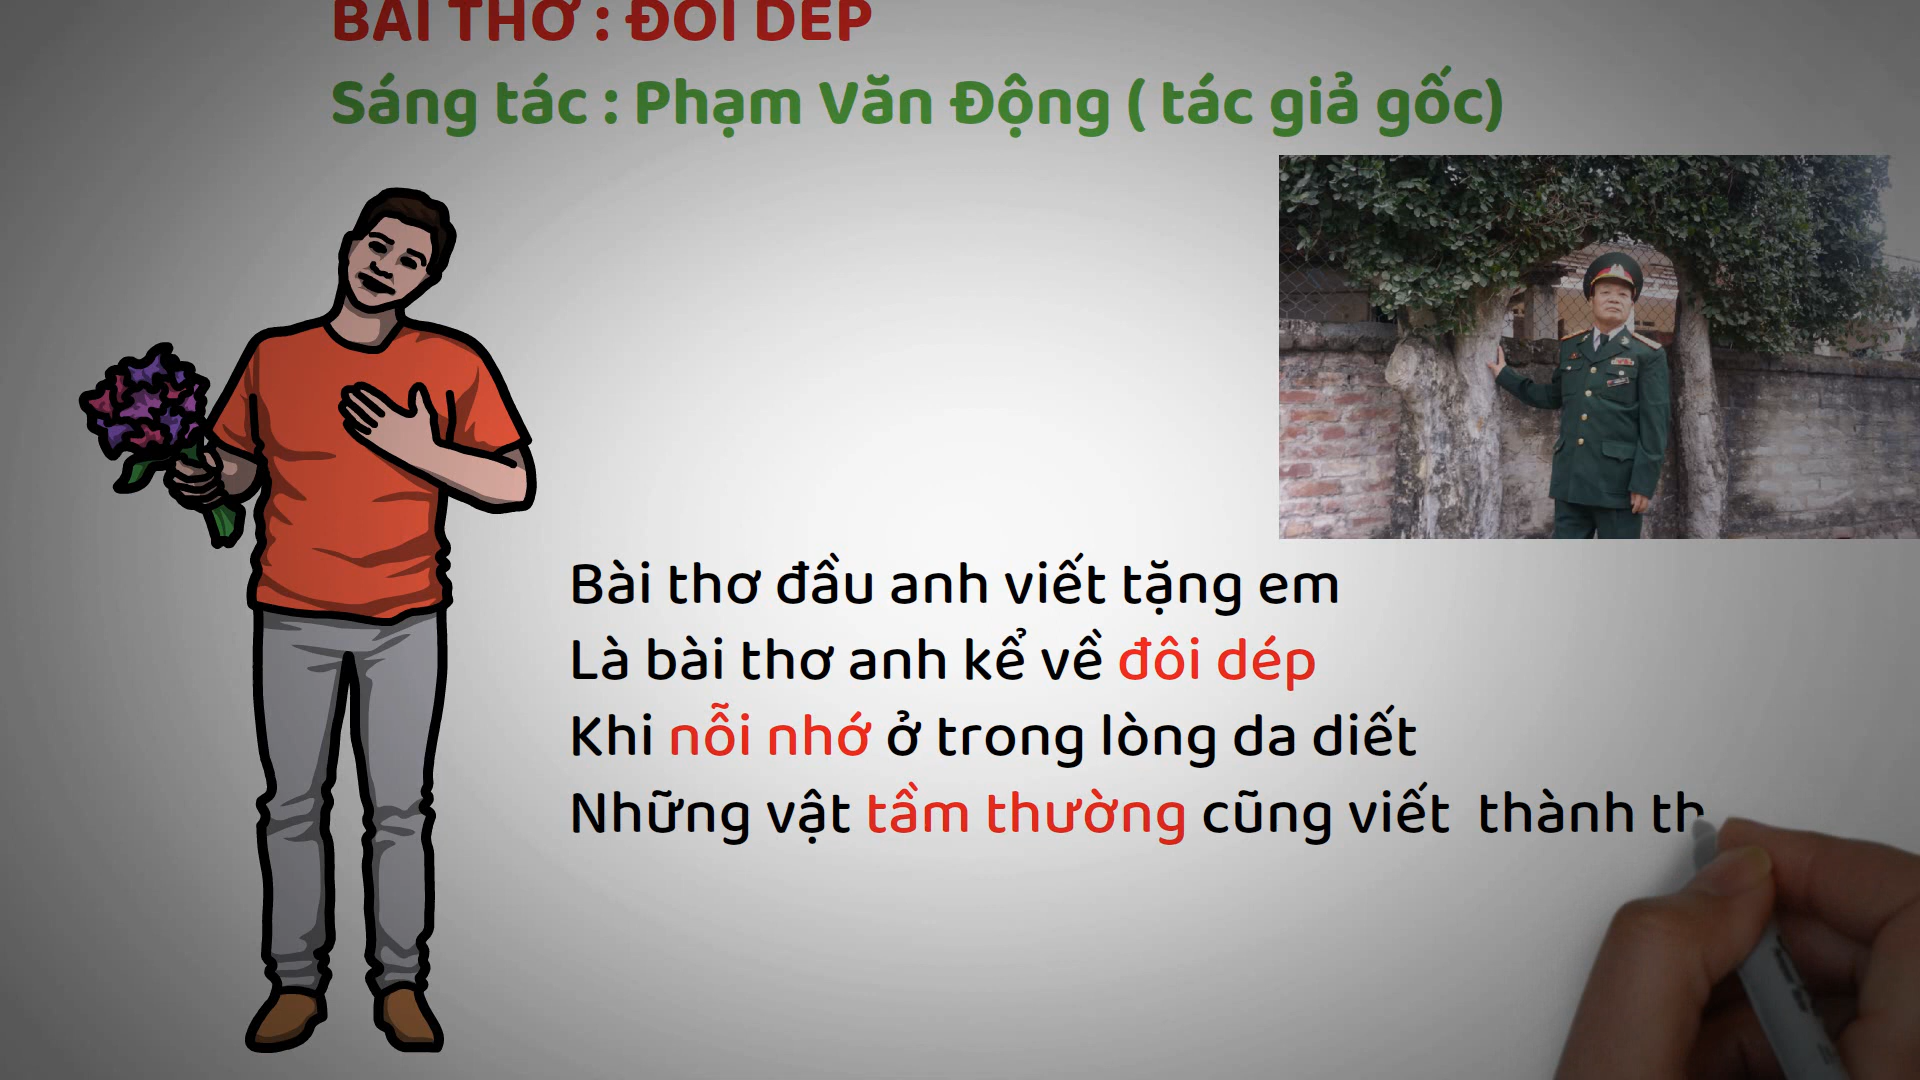 BÀI THƠ : ĐÔI DÉP
Sáng tác : Phạm Văn Động ( tác giả gốc)
Bài thơ đầu anh viết tặng em
Là bài thơ anh kể về đôi dép
Khi nỗi nhớ ở trong lòng da diết
Những vật tầm thường cũng viết thành th